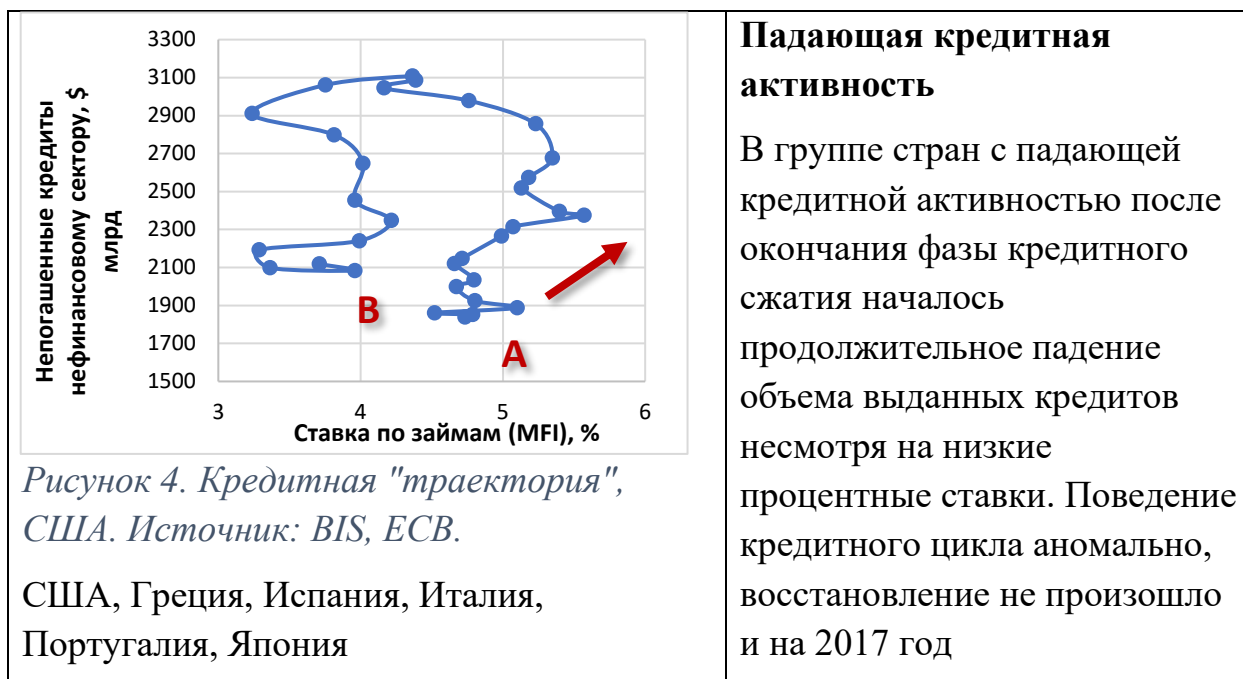 3300
3100
2900
2700
2500
2300
2100
1900
1700
1500
Непогашенные кредиты
нефинансовому сектору, $
млрд
B
A
3
4
5
6
Ставка по займам (MFI), %
Рисунок 4. Кредитная "траектория",
США. Источник: BIS, ECB.
США, Греция, Испания, Италия,
Португалия, Япония
Падающая кредитная
активность
В группе стран с падающей
кредитной активностью после
окончания фазы кредитного
сжатия началось
продолжительное падение
объема выданных кредитов
несмотря на низкие
процентные ставки. Поведение
кредитного цикла аномально,
восстановление не произошло
и на 2017 год